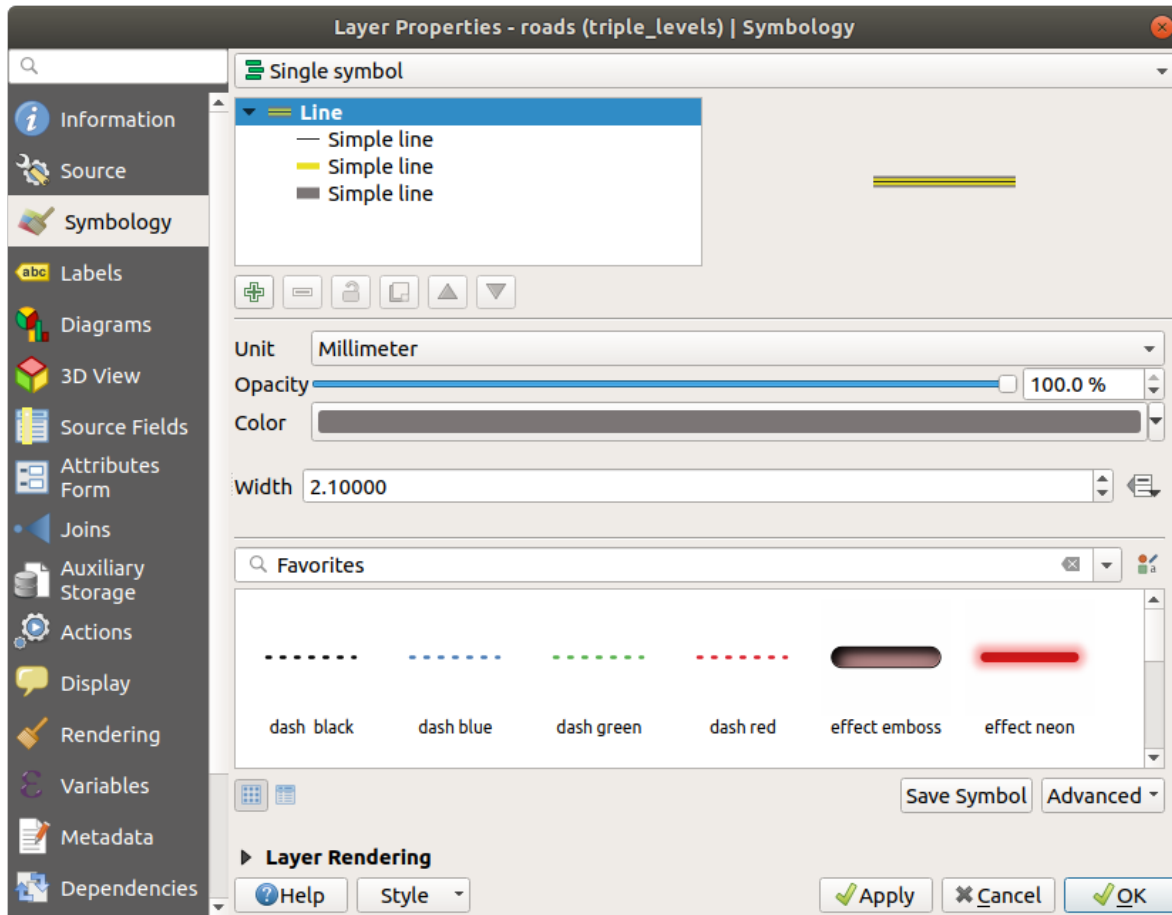 Layer Properties - roads (triple_levels) | Symbology
Information
Source
Symbology
abc Labels
Diagrams
3D View
Source Fields
Attributes
Form
Joins
Auxiliary
Storage
Actions
Display
Rendering
Variables
Metadata
Dependencies
Single symbol
Line
Simple line
Simple line
Simple line
Unit Millimeter
Opacity 100.0 %
Color
Width 2.10000
Favorites
dash black dash blue dash green dash red effect emboss effect neon
Save Symbol Advanced
Layer Rendering
Help Style Apply Cancel OK